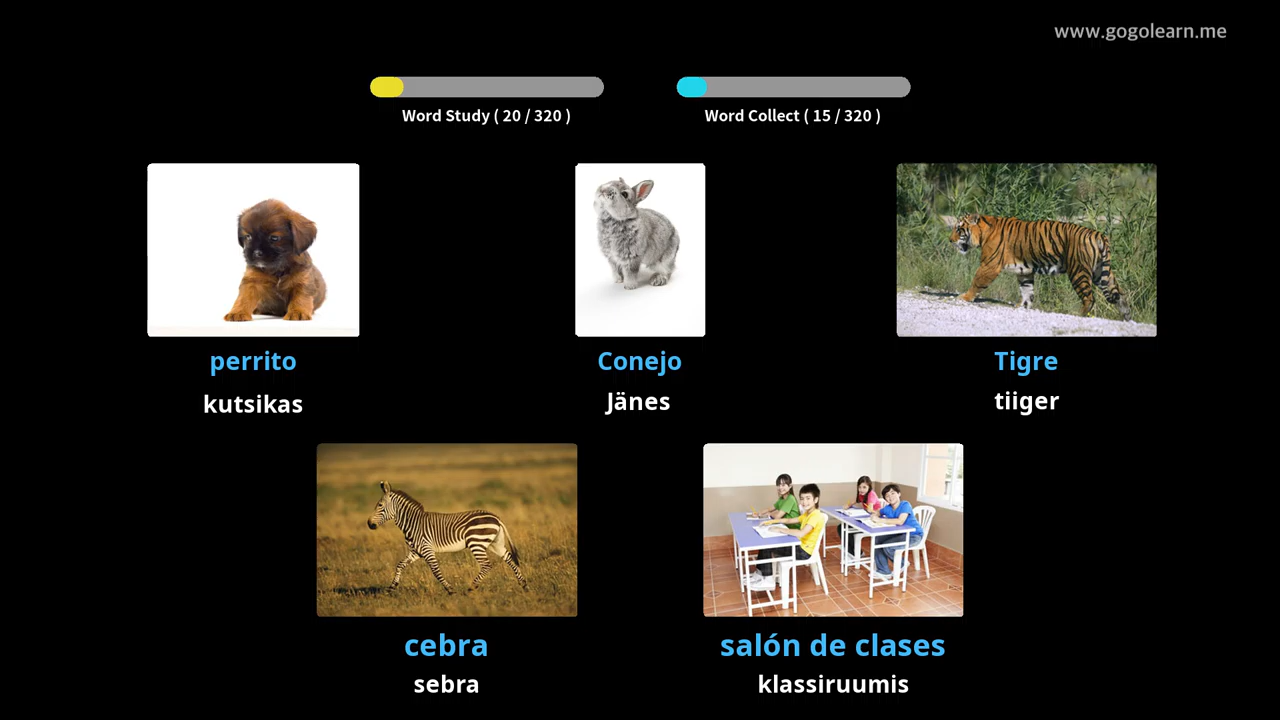 www.gogolearn.me
Word Study ( 20 / 320 )
Word Collect ( 15 / 320 )
perrito
Conejo
Tigre
kutsikas
Jänes
tiiger
cebra
salón de clases
sebra
klassiruumis